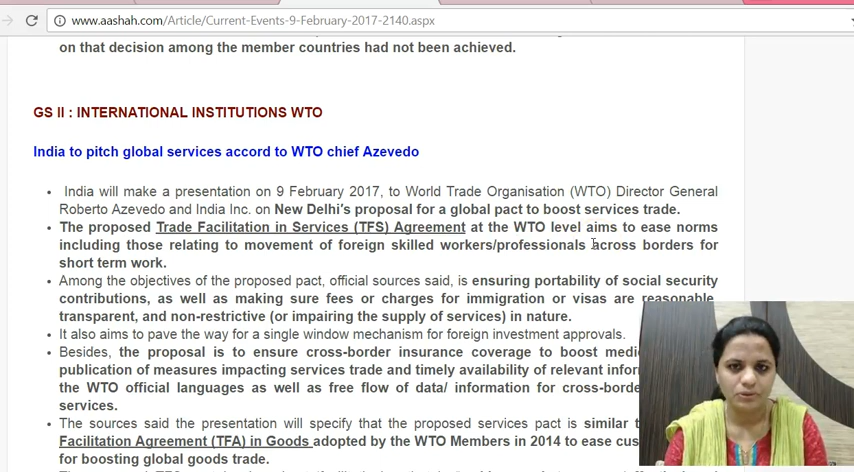 www.aashah.com/Article/Current-Events-9-February-2017-2140.aspx
on that decision among the member countries had not been achieved.
GS II : INTERNATIONAL INSTITUTIONS WTO
India to pitch global services accord to WTO chief Azevedo
India will make a presentation on 9 February 2017, to World Trade Organisation (WTO) Director General
Roberto Azevedo and India Inc. on New Delhi's proposal for a global pact to boost services trade.
The proposed Trade Facilitation in Services (TFS) Agreement at the WTO level aims to ease norms
including those relating to movement of foreign skilled workers/professionals across borders for
short term work.
Among the objectives of the proposed pact, official sources said, is ensuring portability of social security
contributions, as well as making sure fees or charges for immigration or visas are reasonable,
transparent, and non-restrictive (or impairing the supply of services) in nature.
It also aims to pave the way for a single window mechanism for foreign investment approvals.
Besides, the proposal is to ensure cross-border insurance coverage to boost medi
publication of measures impacting services trade and timely availability of relevant infor
the WTO official languages as well as free flow of data/ information for cross-borde
services.
The sources said the presentation will specify that the proposed services pact is similar t
Facilitation Agreement (TFA) in Goods adopted by the WTO Members in 2014 to ease cus
for boosting global goods trade.